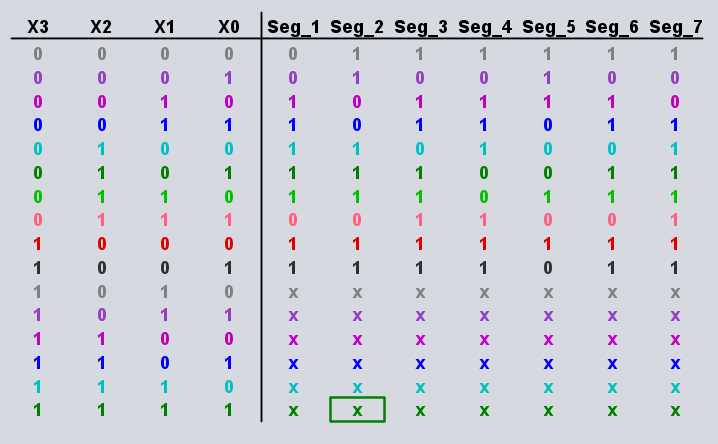 X3 X2 X1 X0 Seg_1 Seg_2 Seg_3 Seg_4 Seg_5 Seg_6 Seg_7
0 0 0 0 0 1 1 1 1 1 1
0 0 0 1 0 1 0 0 1 0 0
0 0 1 0 1 0 1 1 1 1 0
0 0 1 1 1 0 1 1 0 1 1
0 1 0 0 1 1 0 1 0 0 1
0 1 0 1 1 1 1 0 0 1 1
0 1 1 0 1 1 1 0 1 1 1
0 1 1 1 0 0 1 1 0 0 1
1 0 0 0 1 1 1 1 1 1 1
1 0 0 1 1 1 1 1 0 1 1
1 0 1 0 x x x x x x x
1 0 1 1 x x x x x x x
1 1 0 0 x x x x x x x
1 1 0 1 x x x x x x x
1 1 1 0 x x x x x x x
1 1 1 1 x x x x x x x